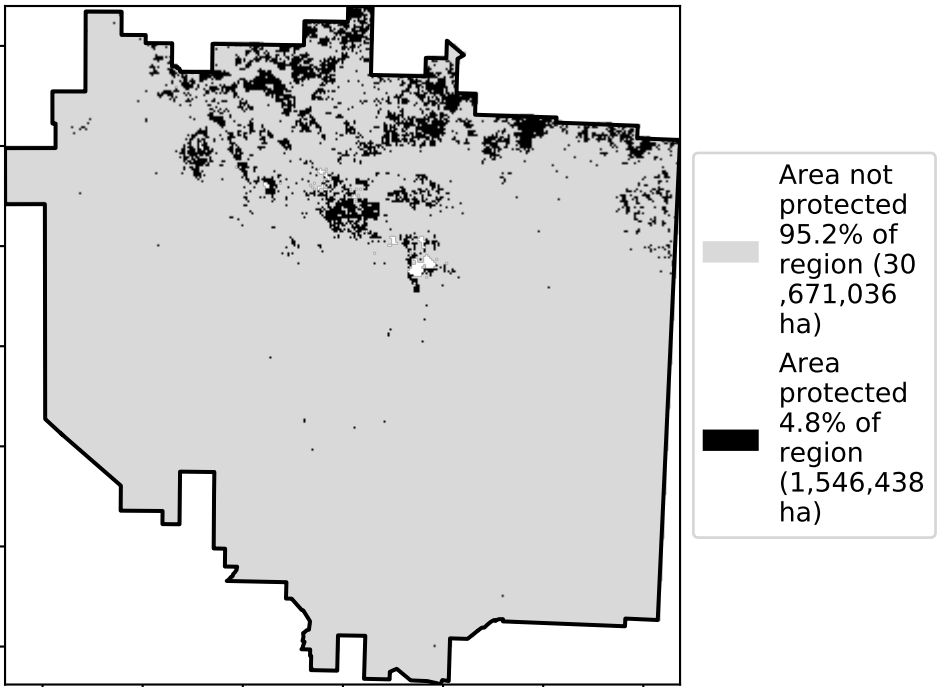 Area not
protected
95.2% of
region (30
,671,036
ha)
Area
protected
4.8% of
region
(1,546,438
ha)